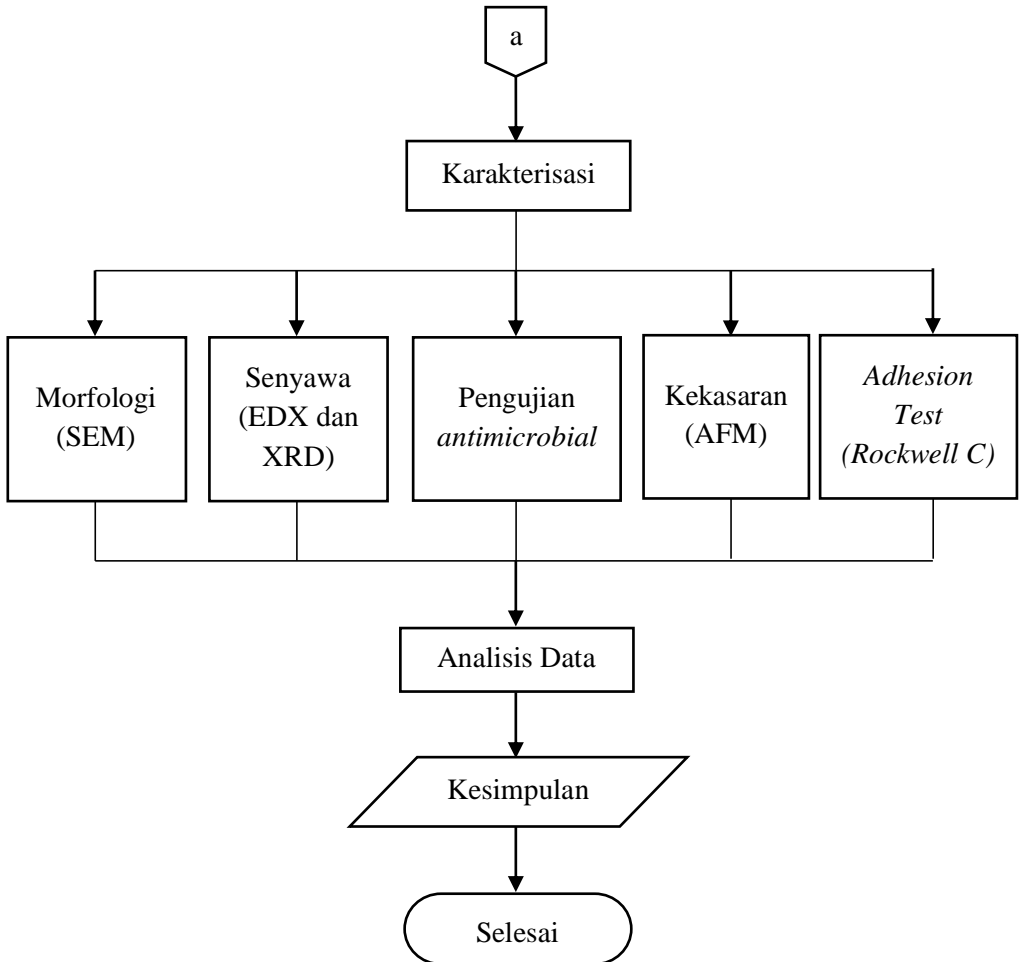 a
Karakterisasi
Morfologi
(SEM)
Senyawa
(EDX dan
XRD)
Pengujian
antimicrobial
Kekasaran
(AFM)
Adhesion
Test
(Rockwell C)
Analisis Data
Kesimpulan
Selesai